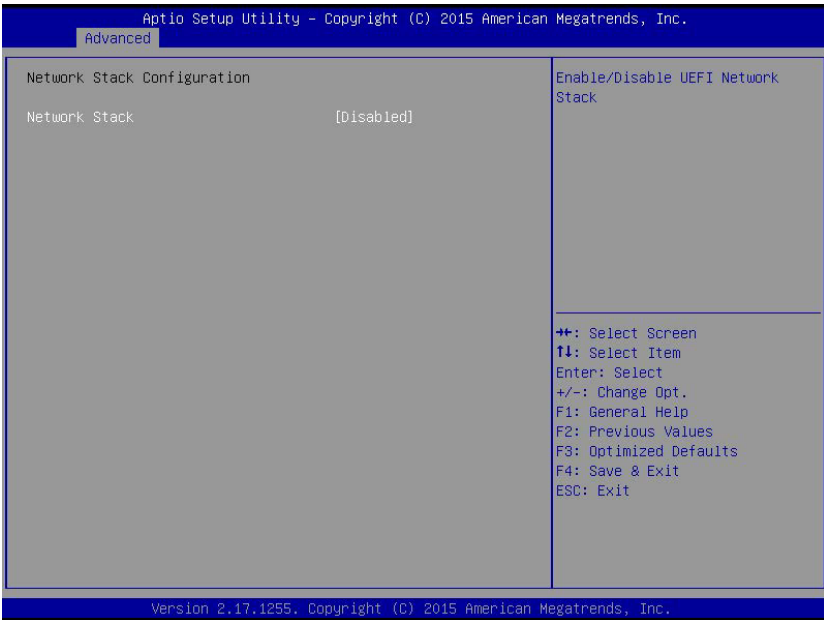 Aptio Setup Utility – Copyright (C) 2015 American Megatrends, Inc.
Advanced
Network Stack Configuration
Network Stack [Disabled]
Enable/Disable UEFI Network
Stack
→←: Select Screen
↑↓: Select Item
Enter: Select
+/-: Change Opt.
F1: General Help
F2: Previous Values
F3: Optimized Defaults
F4: Save & Exit
ESC: Exit
Version 2.17.1255. Copyright (C) 2015 American Megatrends, Inc.